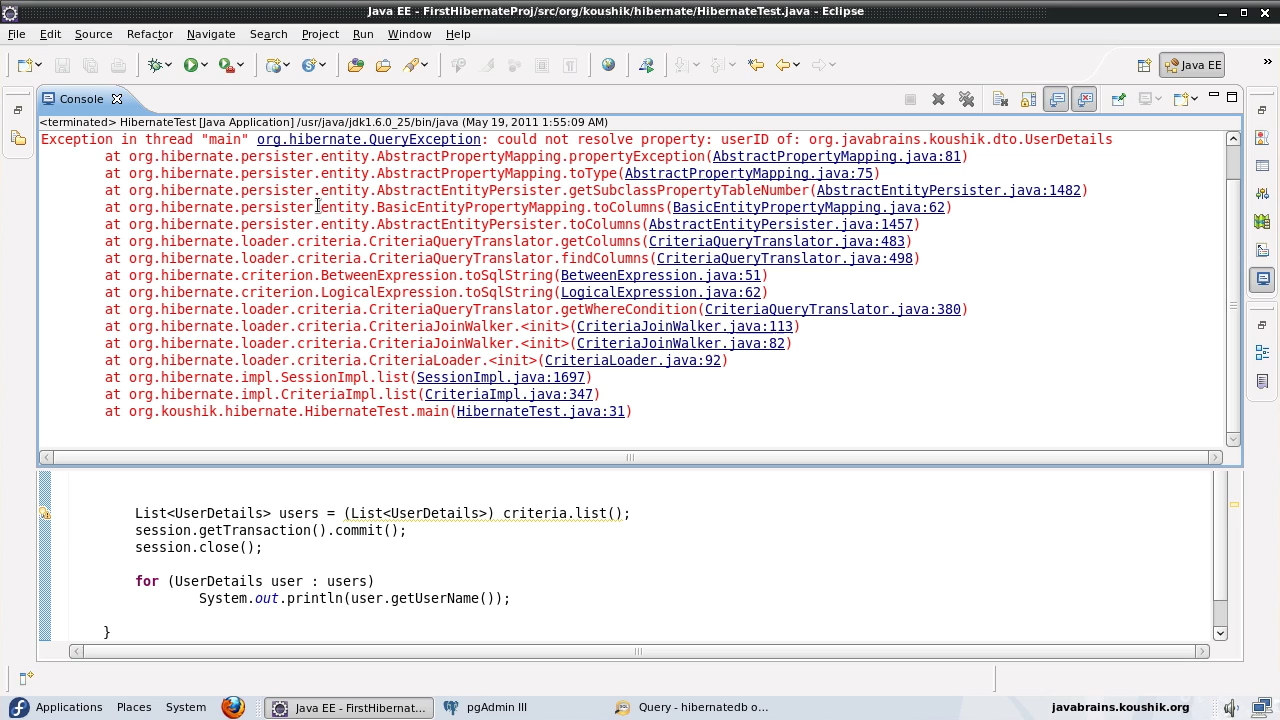 Java EE - FirstHibernateProj/src/org/koushik/hibernate/HibernateTest.java - Eclipse
File Edit Source Refactor Navigate Search Project Run Window Help
Java EE
Console
<terminated> HibernateTest [Java Application] /usr/java/jdk1.6.0_25/bin/java (May 19, 2011 1:55:09 AM)
Exception in thread "main" org.hibernate.QueryException: could not resolve property: userID of: org.javabrains.koushik.dto.UserDetails
at org.hibernate.persister.entity.AbstractPropertyMapping.propertyException(AbstractPropertyMapping.java:81)
at org.hibernate.persister.entity.AbstractPropertyMapping.toType(AbstractPropertyMapping.java:75)
at org.hibernate.persister.entity.AbstractEntityPersister.getSubclassPropertyTableNumber(AbstractEntityPersister.java:1482)
at org.hibernate.persister.entity.BasicEntityPropertyMapping.toColumns(BasicEntityPropertyMapping.java:62)
at org.hibernate.persister.entity.AbstractEntityPersister.toColumns(AbstractEntityPersister.java:1457)
at org.hibernate.loader.criteria.CriteriaQueryTranslator.getColumns(CriteriaQueryTranslator.java:483)
at org.hibernate.loader.criteria.CriteriaQueryTranslator.findColumns(CriteriaQueryTranslator.java:498)
at org.hibernate.criterion.BetweenExpression.toSqlString(BetweenExpression.java:51)
at org.hibernate.criterion.LogicalExpression.toSqlString(LogicalExpression.java:62)
at org.hibernate.loader.criteria.CriteriaQueryTranslator.getWhereCondition(CriteriaQueryTranslator.java:380)
at org.hibernate.loader.criteria.CriteriaJoinWalker.<init>(CriteriaJoinWalker.java:113)
at org.hibernate.loader.criteria.CriteriaJoinWalker.<init>(CriteriaJoinWalker.java:82)
at org.hibernate.loader.criteria.CriteriaLoader.<init>(CriteriaLoader.java:92)
at org.hibernate.impl.SessionImpl.list(SessionImpl.java:1697)
at org.hibernate.impl.CriteriaImpl.list(CriteriaImpl.java:347)
at org.koushik.hibernate.HibernateTest.main(HibernateTest.java:31)
List<UserDetails> users = (List<UserDetails>) criteria.list();
session.getTransaction().commit();
session.close();
for (UserDetails user : users)
System.out.println(user.getUserName());
}
Applications Places System Java EE - FirstHibernat... pgAdmin III Query - hibernatedb o... javabrains.koushik.org